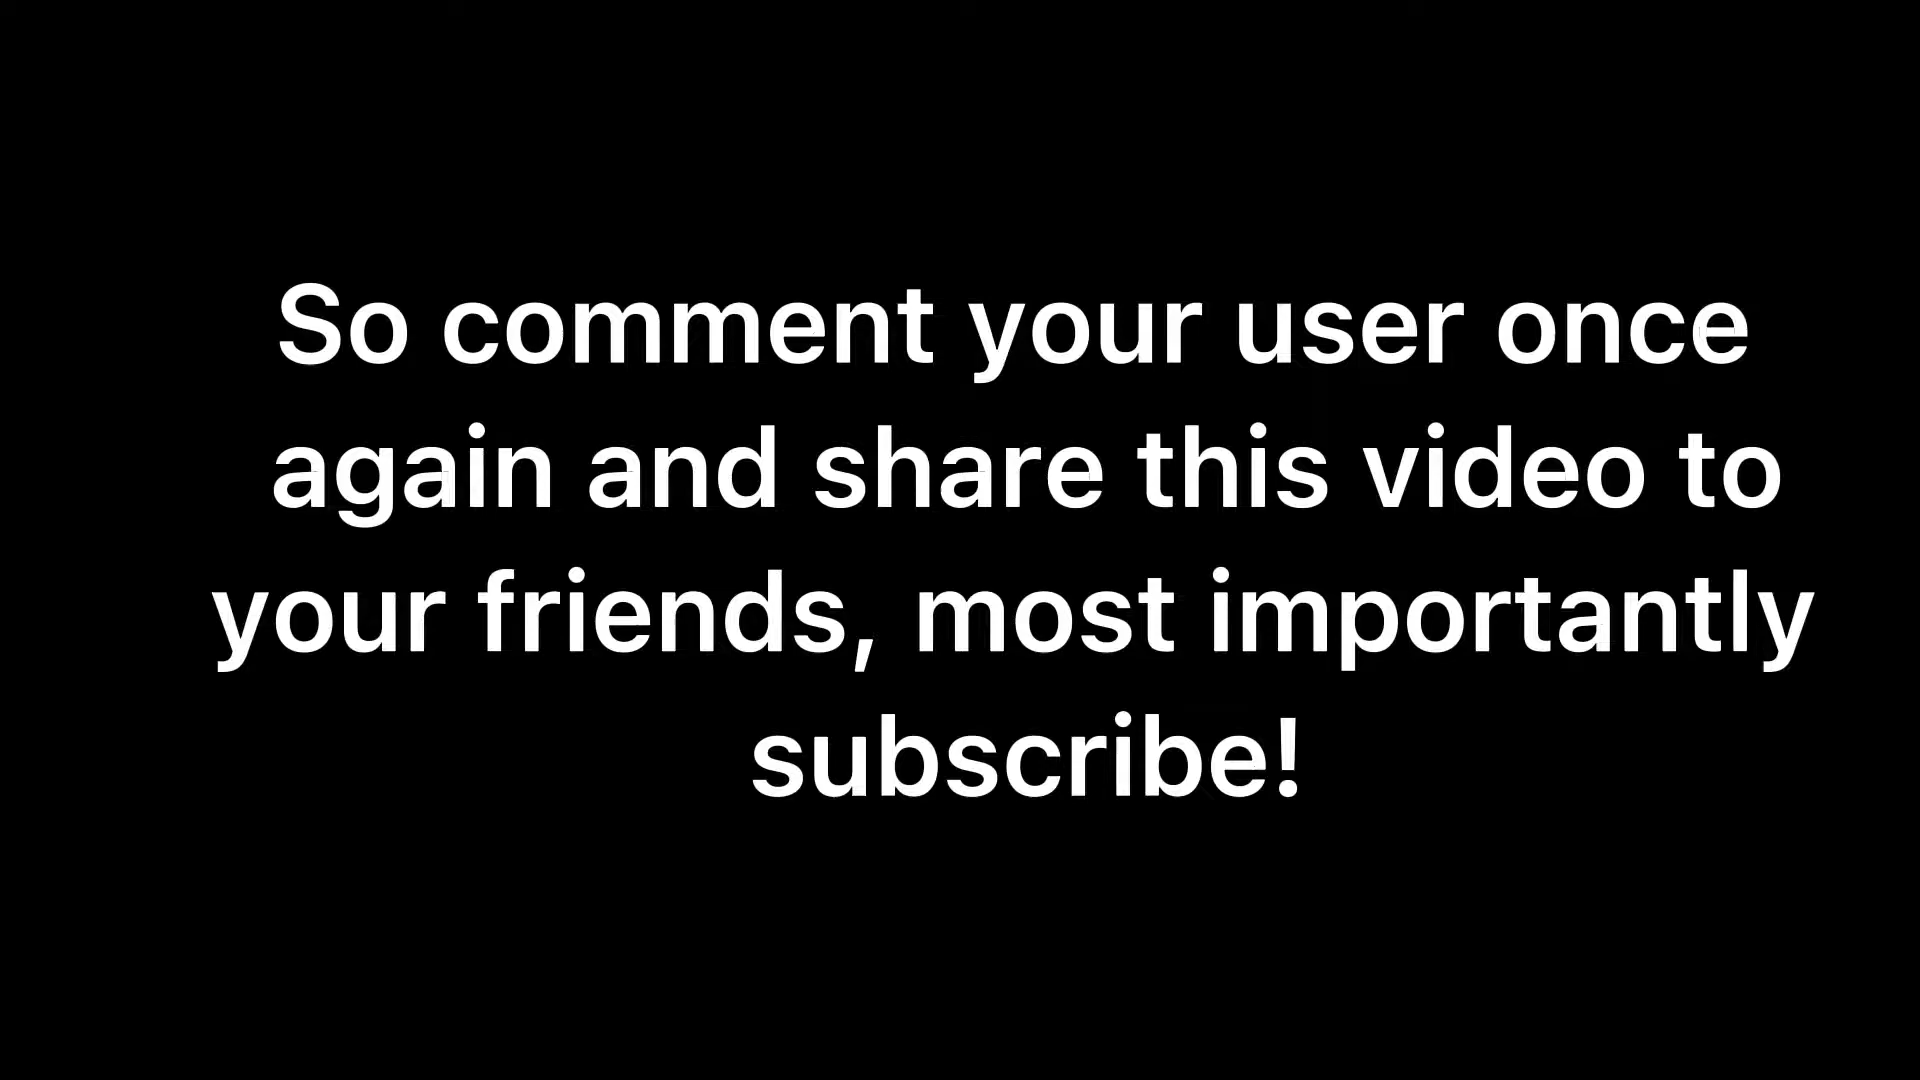 So comment your user once
again and share this video to
your friends, most importantly
subscribe!